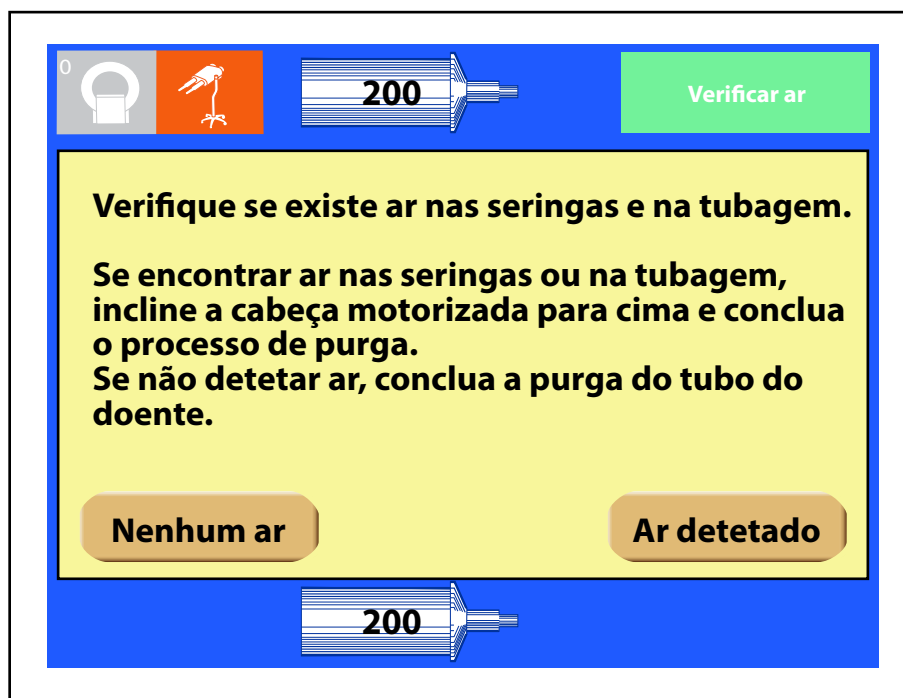 0
200
Verificar ar
Verifique se existe ar nas seringas e na tubagem.
Se encontrar ar nas seringas ou na tubagem,
incline a cabeça motorizada para cima e conclua
o processo de purga.
Se não detetar ar, conclua a purga do tubo do
doente.
Nenhum ar
Ar detetado
200